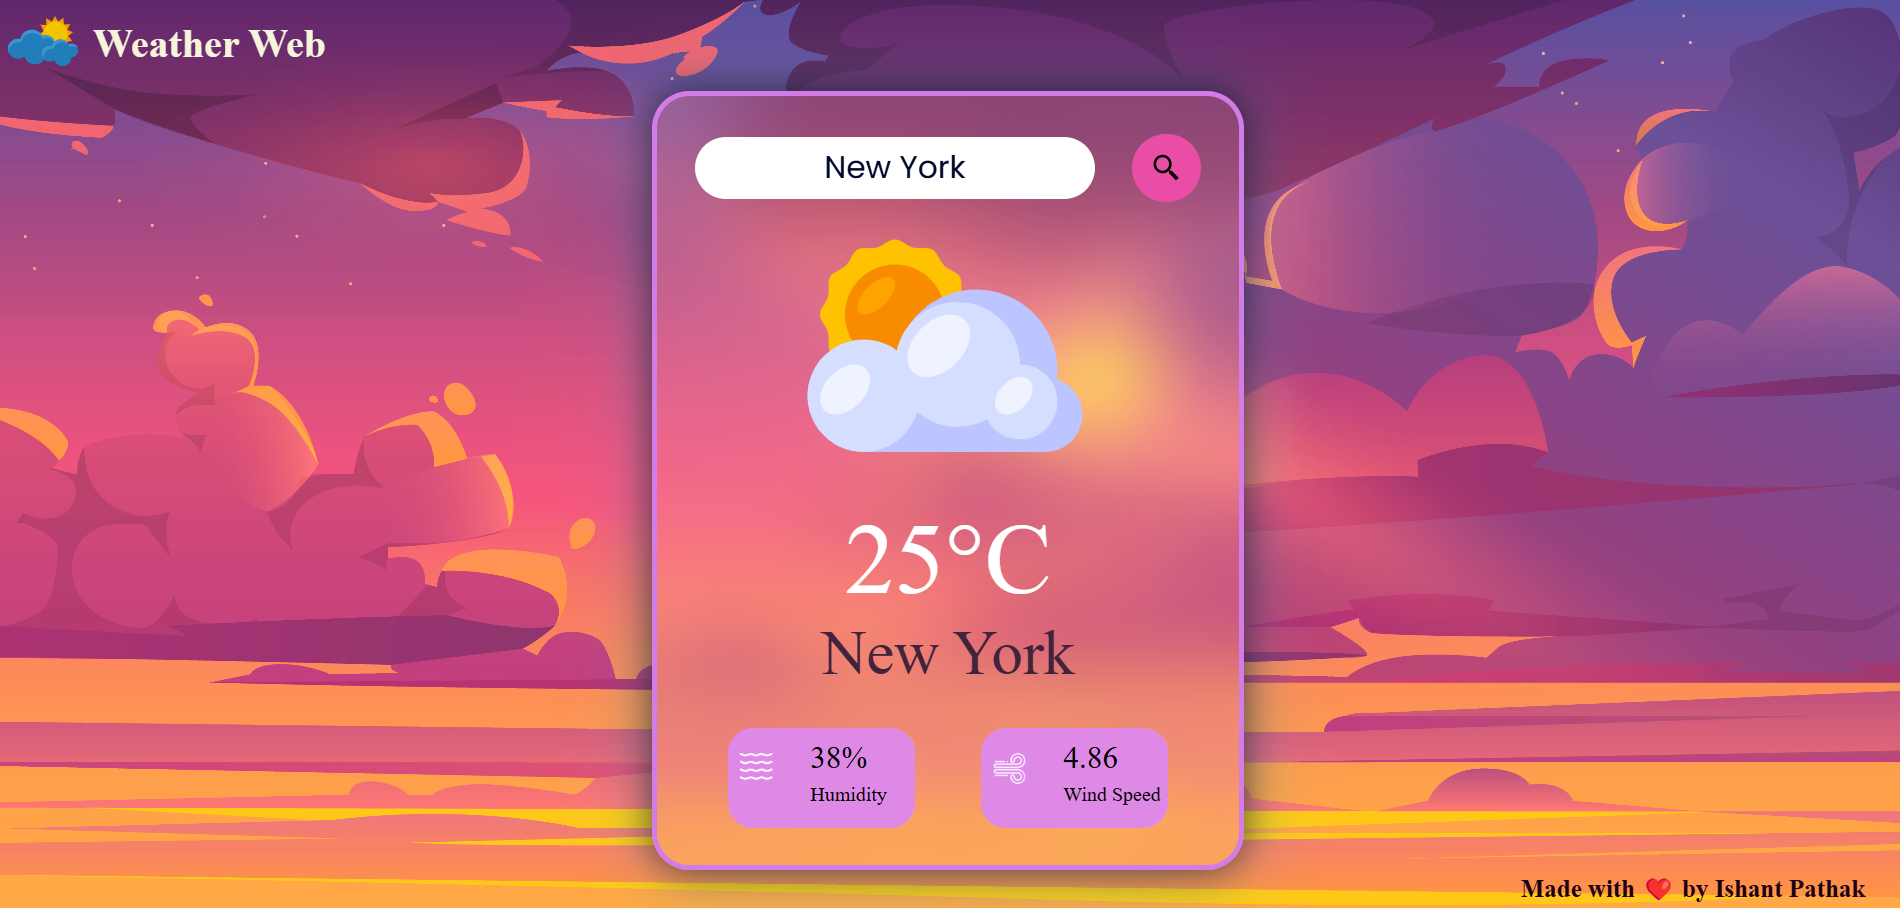 Weather Web
New York
25°C
New York
38%
Humidity
4.86
Wind Speed
Made with ❤️ by Ishant Pathak